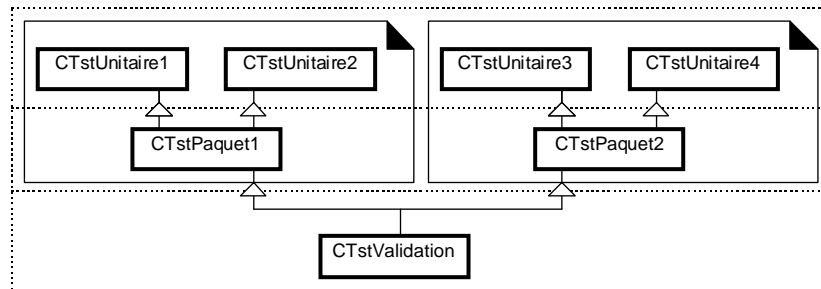 CTstUnitaire1
CTstUnitaire2
CTstUnitaire3
CTstUnitaire4
CTstPaquet1
CTstPaquet2
CTstValidation